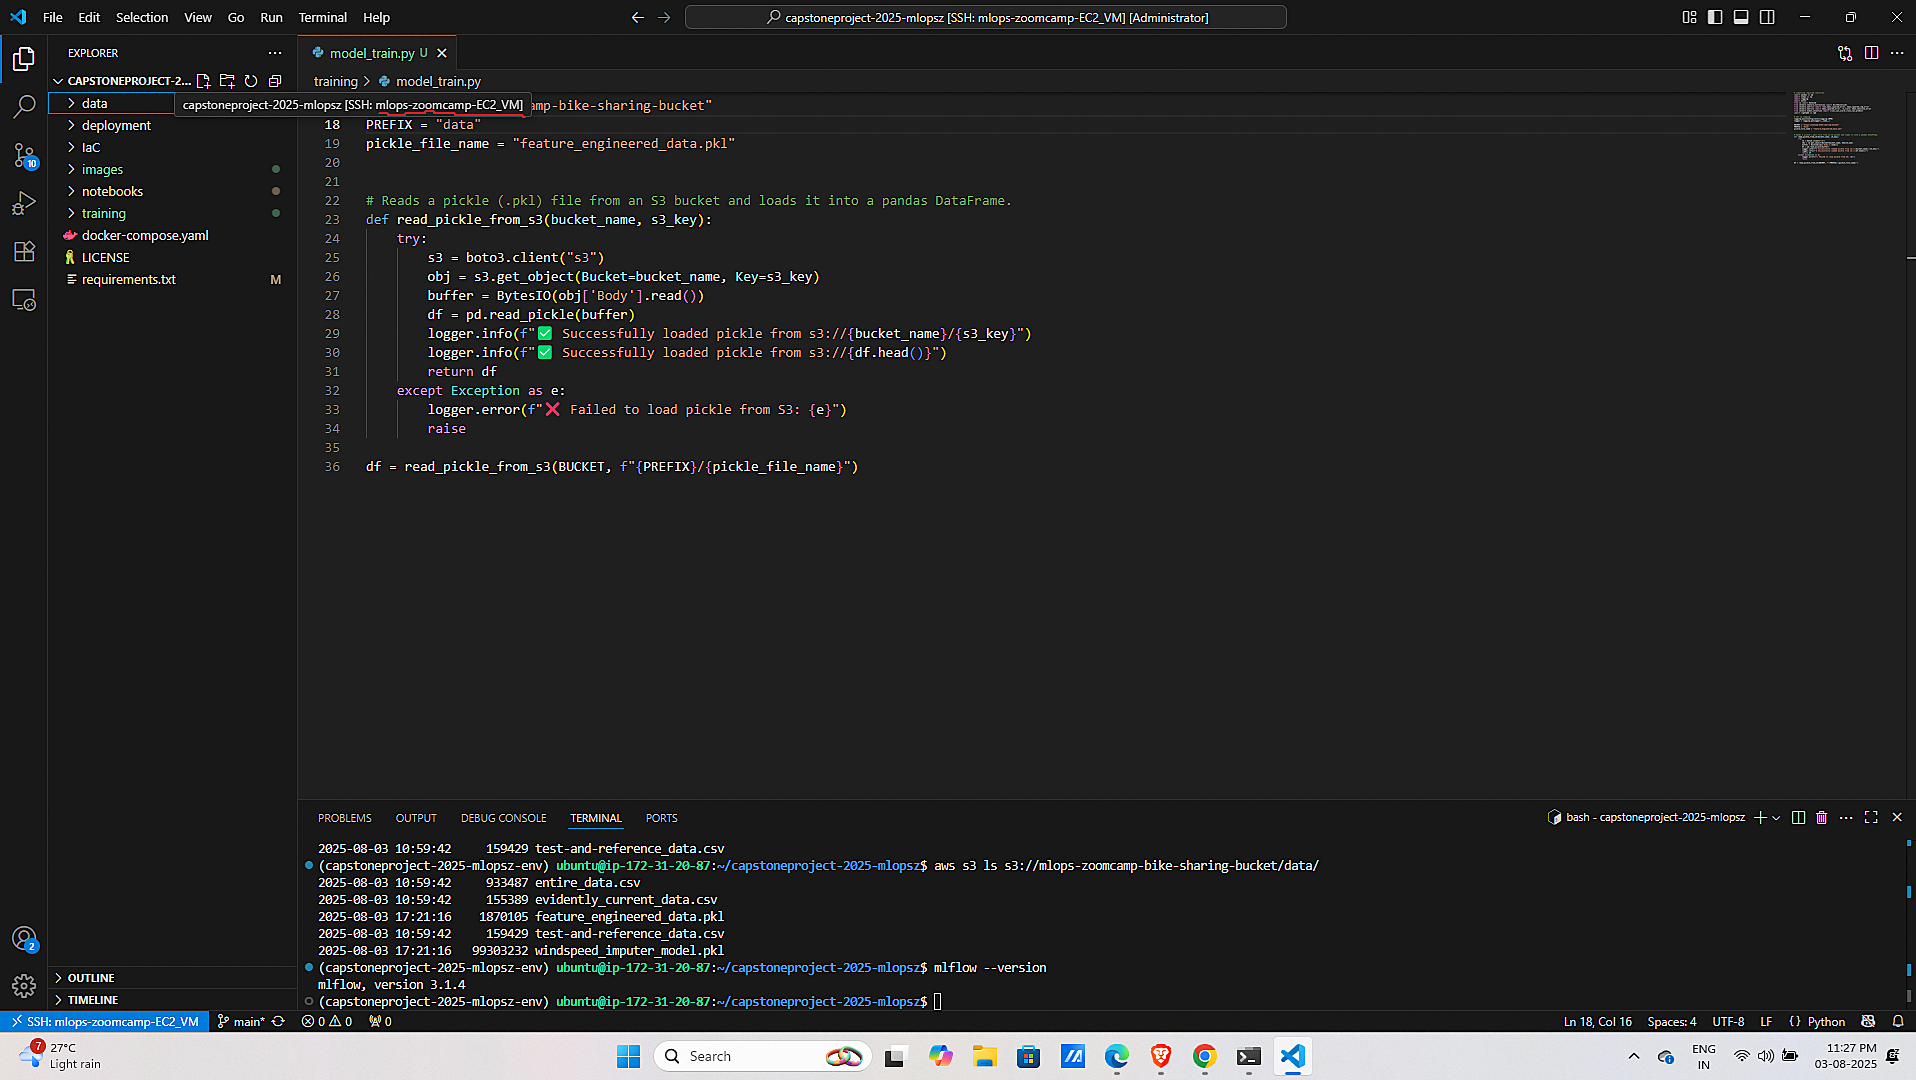 File Edit Selection View Go Run Terminal Help
capstoneproject-2025-mlopsz [SSH: mlops-zoomcamp-EC2_VM] [Administrator]
EXPLORER
CAPSTONEPROJECT-2...
data
deployment
IaC
images
notebooks
training
docker-compose.yaml
LICENSE
requirements.txt M
10
2
OUTLINE
TIMELINE
model_train.py U
training > model_train.py
capstoneproject-2025-mlopsz [SSH: mlops-zoomcamp-EC2_VM]
mp-bike-sharing-bucket"
18 PREFIX = "data"
19 pickle_file_name = "feature_engineered_data.pkl"
20
21
22 # Reads a pickle (.pkl) file from an S3 bucket and loads it into a pandas DataFrame.
23 def read_pickle_from_s3(bucket_name, s3_key):
24 try:
25 s3 = boto3.client("s3")
26 obj = s3.get_object(Bucket=bucket_name, Key=s3_key)
27 buffer = BytesIO(obj['Body'].read())
28 df = pd.read_pickle(buffer)
29 logger.info(f"✅ Successfully loaded pickle from s3://{bucket_name}/{s3_key}")
30 logger.info(f"✅ Successfully loaded pickle from s3://{df.head()}")
31 return df
32 except Exception as e:
33 logger.error(f"❌ Failed to load pickle from S3: {e}")
34 raise
35
36 df = read_pickle_from_s3(BUCKET, f"{PREFIX}/{pickle_file_name}")
PROBLEMS OUTPUT DEBUG CONSOLE TERMINAL PORTS
bash - capstoneproject-2025-mlopsz
2025-08-03 10:59:42 159429 test-and-reference_data.csv
(capstoneproject-2025-mlopsz-env) ubuntu@ip-172-31-20-87:~/capstoneproject-2025-mlopsz$ aws s3 ls s3://mlops-zoomcamp-bike-sharing-bucket/data/
2025-08-03 10:59:42 933487 entire_data.csv
2025-08-03 10:59:42 155389 evidently_current_data.csv
2025-08-03 17:21:16 1870105 feature_engineered_data.pkl
2025-08-03 10:59:42 159429 test-and-reference_data.csv
2025-08-03 17:21:16 99303232 windspeed_imputer_model.pkl
(capstoneproject-2025-mlopsz-env) ubuntu@ip-172-31-20-87:~/capstoneproject-2025-mlopsz$ mlflow --version
mlflow, version 3.1.4
(capstoneproject-2025-mlopsz-env) ubuntu@ip-172-31-20-87:~/capstoneproject-2025-mlopsz$
SSH: mlops-zoomcamp-EC2_VM main* 0 0 0
Ln 18, Col 16 Spaces: 4 UTF-8 LF {} Python
7
27°C
Light rain
Search
ENG
IN
11:27 PM
03-08-2025